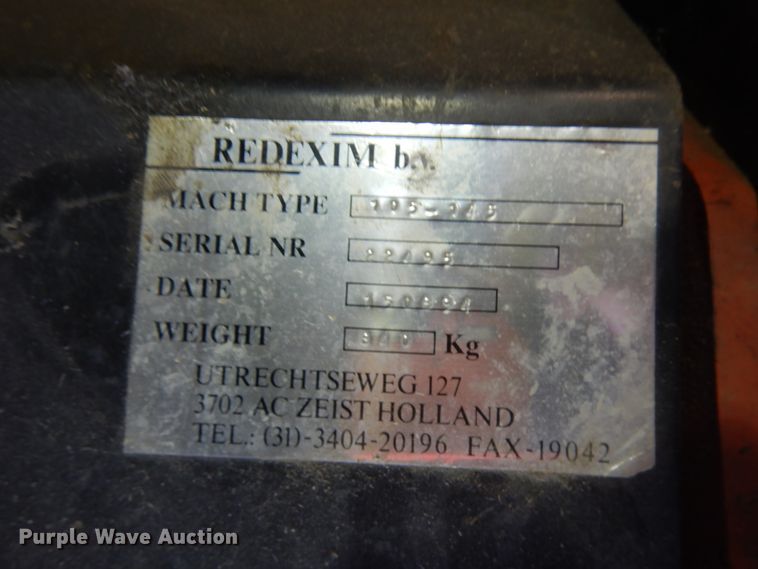 REDEXIM b.v.
MACH TYPE
SERIAL NR 22495
DATE
WEIGHT Kg
UTRECHTSEWEG 127
3702 AC ZEIST HOLLAND
TEL.: (31)-3404-20196 FAX-19042
Purple Wave Auction